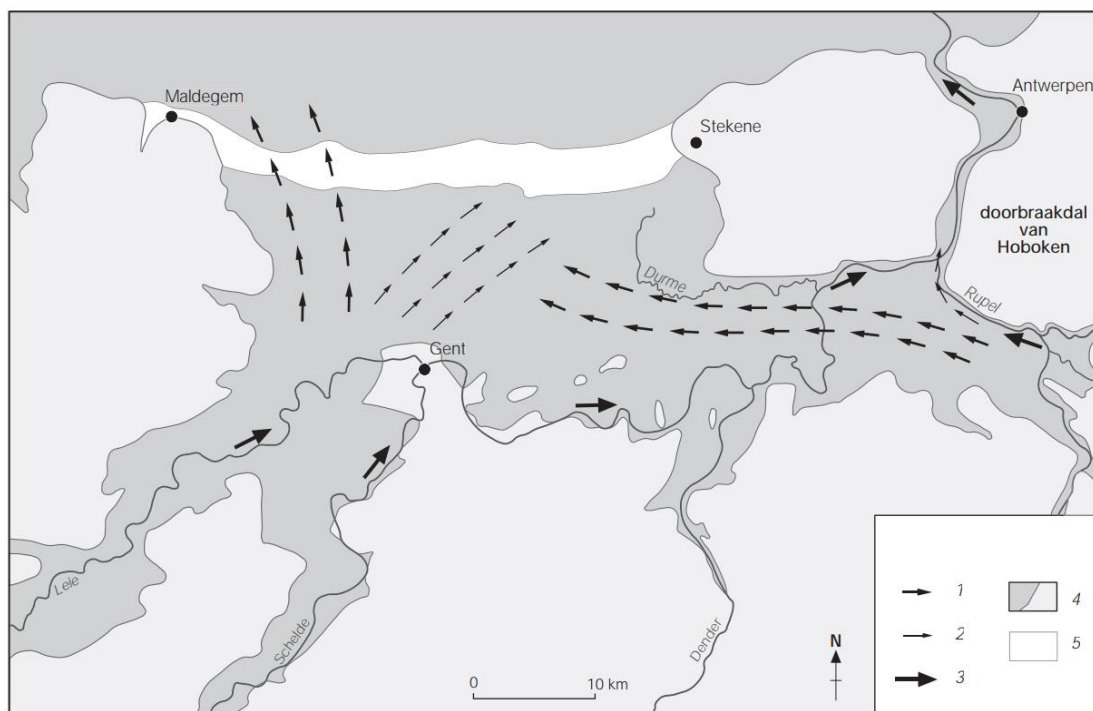 Maldegem
Stekene
Antwerpen
doorbraakdal
van
Hoboken
Durme
Rupel
Gent
Leie
Schelde
Dender
0 10 km
N
1
2
3
4
5